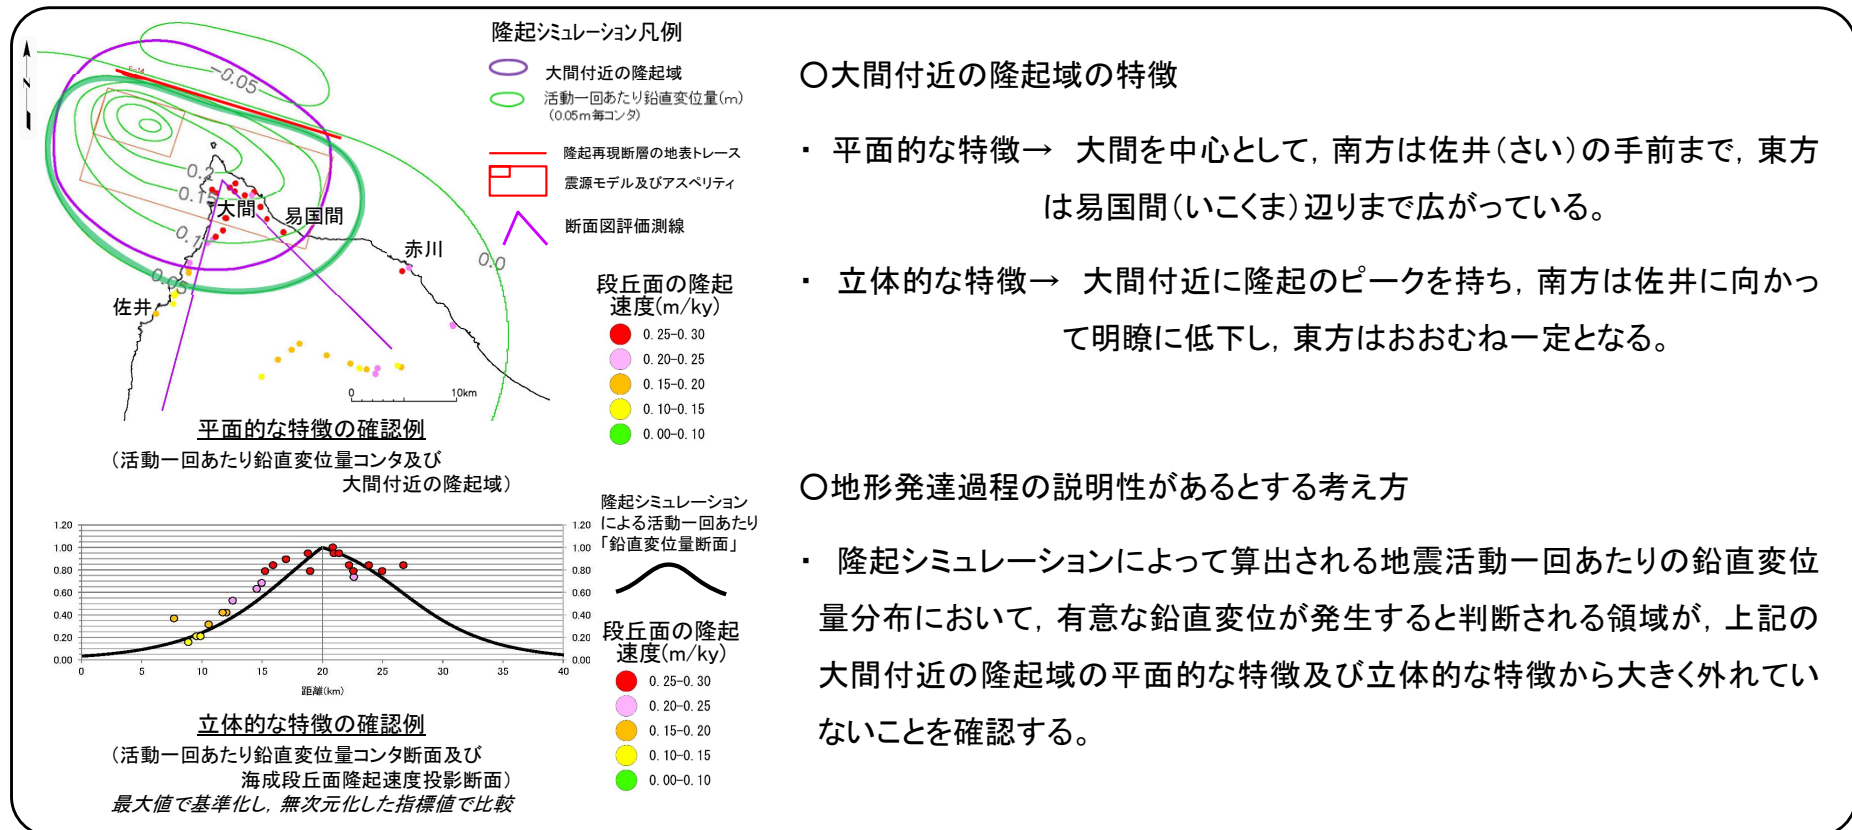 隆起シミュレーション凡例
大間付近の隆起域
活動一回あたり鉛直変位量(m)
(0.05m毎コンタ)
隆起再現断層の地表トレース
震源モデル及びアスペリティ
断面図評価測線
N
-0.05
0.2
0.15
0.1
0.05
0.0
大間
易国間
赤川
佐井
0 10km
段丘面の隆起
速度(m/ky)
0.25-0.30
0.20-0.25
0.15-0.20
0.10-0.15
0.00-0.10
平面的な特徴の確認例
(活動一回あたり鉛直変位量コンタ及び
大間付近の隆起域)
隆起シミュレーション
による活動一回あたり
「鉛直変位量断面」
1.20 1.20
1.00 1.00
0.80 0.80
0.60 0.60
0.40 0.40
0.20 0.20
0.00 0.00
0 5 10 15 20 25 30 35 40
距離(km)
段丘面の隆起
速度(m/ky)
0.25-0.30
0.20-0.25
0.15-0.20
0.10-0.15
0.00-0.10
立体的な特徴の確認例
(活動一回あたり鉛直変位量コンタ断面及び
海成段丘面隆起速度投影断面)
最大値で基準化し,無次元化した指標値で比較
○大間付近の隆起域の特徴
・ 平面的な特徴→ 大間を中心として,南方は佐井(さい)の手前まで,東方
は易国間(いこくま)辺りまで広がっている。
・ 立体的な特徴→ 大間付近に隆起のピークを持ち,南方は佐井に向かっ
て明瞭に低下し,東方はおおむね一定となる。
○地形発達過程の説明性があるとする考え方
・ 隆起シミュレーションによって算出される地震活動一回あたりの鉛直変位
量分布において,有意な鉛直変位が発生すると判断される領域が,上記の
大間付近の隆起域の平面的な特徴及び立体的な特徴から大きく外れてい
ないことを確認する。